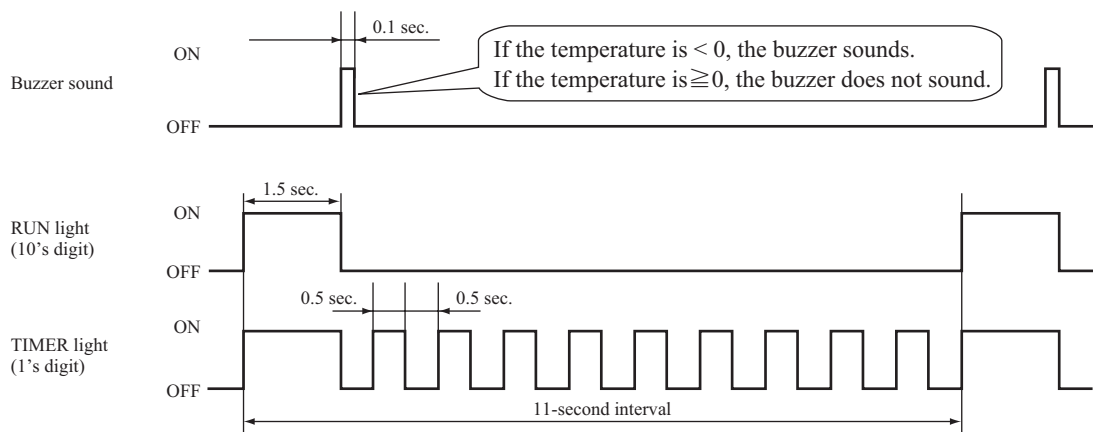 0.1 sec.
ON
If the temperature is < 0, the buzzer sounds.
If the temperature is≧0, the buzzer does not sound.
Buzzer sound
OFF
1.5 sec.
ON
RUN light
(10’s digit)
OFF
0.5 sec.
0.5 sec.
ON
TIMER light
(1’s digit)
OFF
11-second interval